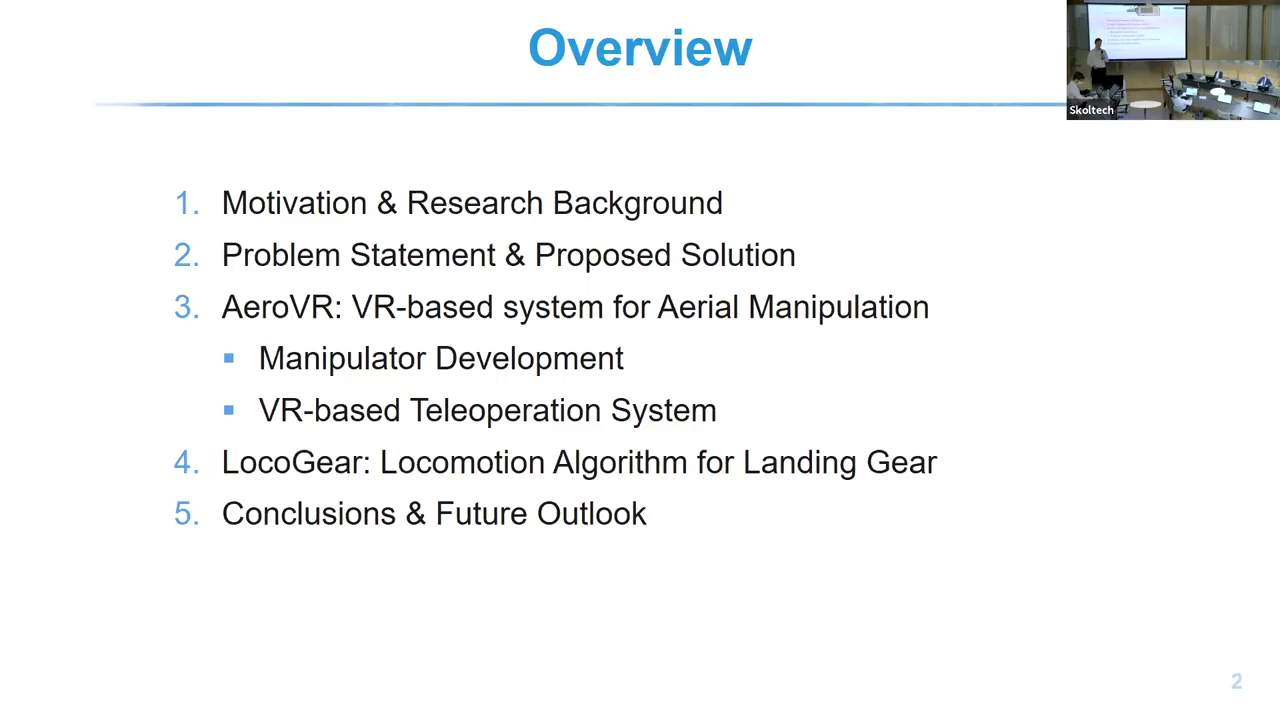 Overview
Skoltech
1. Motivation & Research Background
2. Problem Statement & Proposed Solution
3. AeroVR: VR-based system for Aerial Manipulation
▪ Manipulator Development
▪ VR-based Teleoperation System
4. LocoGear: Locomotion Algorithm for Landing Gear
5. Conclusions & Future Outlook
2